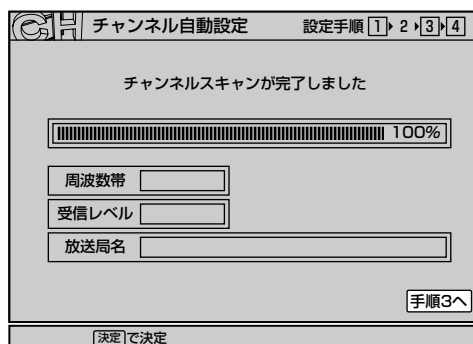 CH チャンネル自動設定 設定手順 1 2 3 4
チャンネルスキャンが完了しました
100%
周波数帯
受信レベル
放送局名
手順3へ
決定で決定